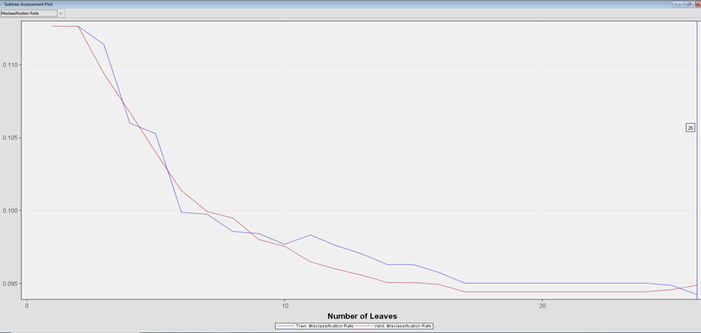 Subtree Assessment Plot
Misclassification Rate
0.110
0.105
0.100
0.095
26
0 10 20
Number of Leaves
Train: Misclassification Rate Valid: Misclassification Rate